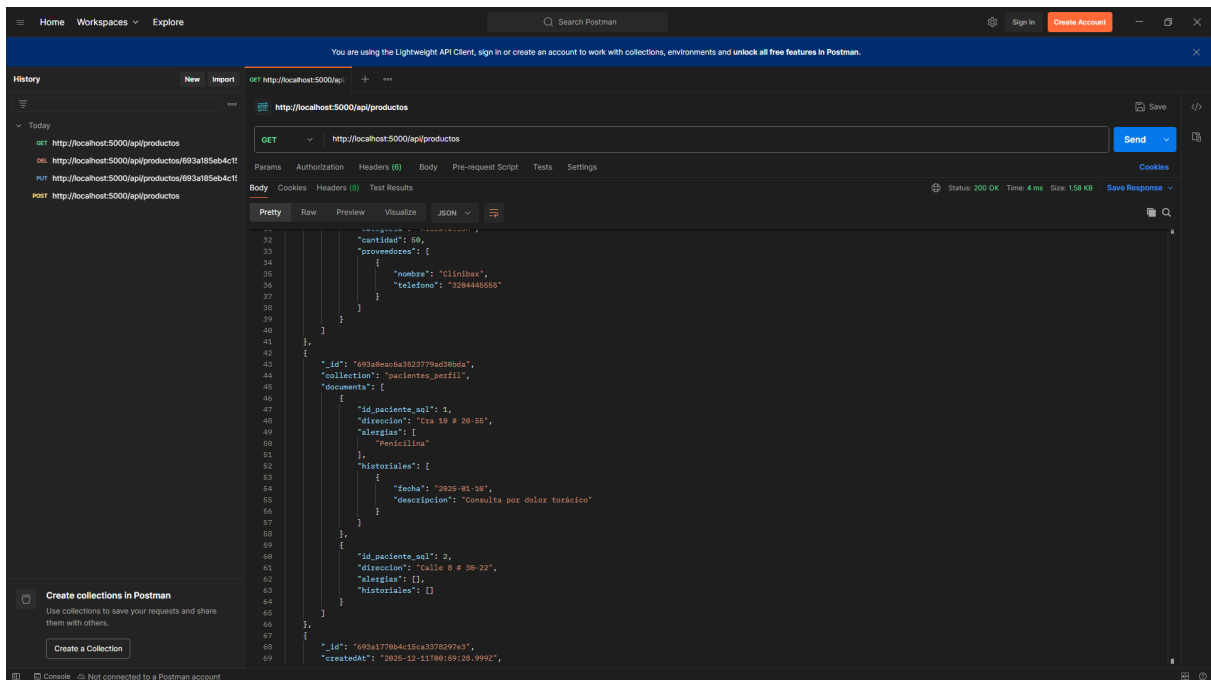 Home Workspaces Explore Search Postman Sign In Create Account
You are using the Lightweight API Client, sign in or create an account to work with collections, environments and unlock all free features in Postman.
History New Import
GET http://localhost:5000/api
http://localhost:5000/api/productos Save
Today
GET http://localhost:5000/api/productos
DEL http://localhost:5000/api/productos/693a185eb4c15
PUT http://localhost:5000/api/productos/693a185eb4c15
POST http://localhost:5000/api/productos
GET http://localhost:5000/api/productos Send
Params Authorization Headers (6) Body Pre-request Script Tests Settings Cookies
Body Cookies Headers (8) Test Results Status: 200 OK Time: 4 ms Size: 1.58 KB Save Response
Pretty Raw Preview Visualize JSON
32 "cantidad": 50,
33 "proveedores": [
34 {
35 "nombre": "Clinibax",
36 "telefono": "3204445555"
37 }
38 ]
39 }
40 ]
41 },
42 {
43 "_id": "693a0eac6a3523779ad30bda",
44 "collection": "pacientes_perfil",
45 "documents": [
46 {
47 "id_paciente_sql": 1,
48 "direccion": "Cra 10 # 20-55",
49 "alergias": [
50 "Penicilina"
51 ],
52 "historiales": [
53 {
54 "fecha": "2025-01-10",
55 "descripcion": "Consulta por dolor torácico"
56 }
57 ]
58 },
59 {
60 "id_paciente_sql": 2,
61 "direccion": "Calle 8 # 30-22",
62 "alergias": [],
63 "historiales": []
64 }
65 ]
66 },
67 {
68 "_id": "693a1770b4c15ca3378297e3",
69 "createdAt": "2025-12-11T00:59:28.999Z",
Create collections in Postman
Use collections to save your requests and share
them with others.
Create a Collection
Console Not connected to a Postman account